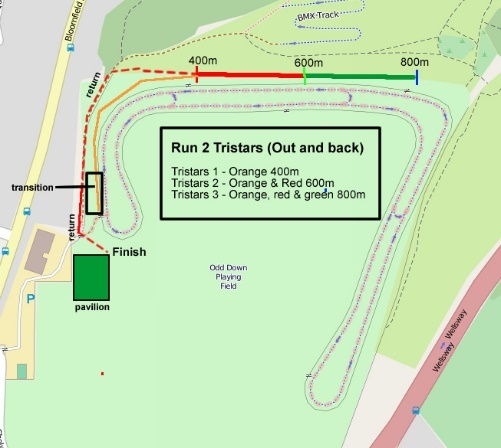 BMX Track
Bloomfield
400m
600m
800m
return
Run 2 Tristars (Out and back)
Tristars 1 - Orange 400m
Tristars 2 - Orange & Red 600m
Tristars 3 - Orange, red & green 800m
transition
return
Finish
Odd Down
Playing
Field
P
pavilion
Wellsway
Wellsway